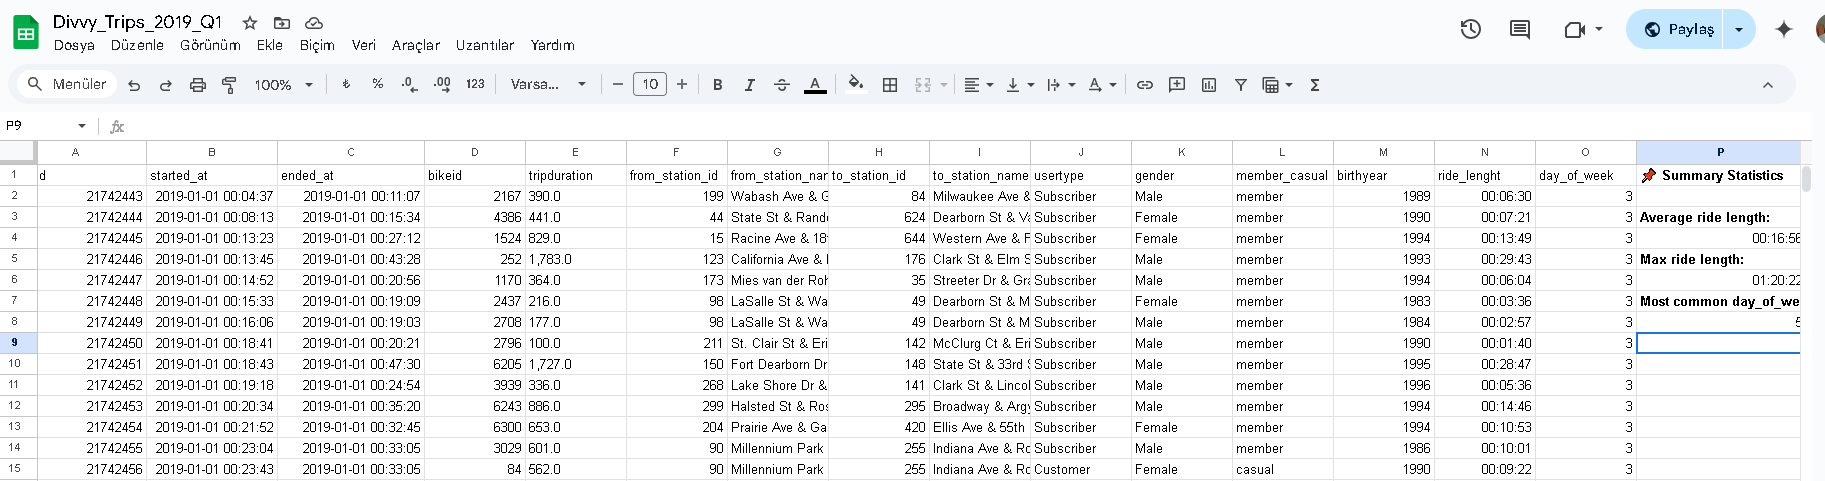 Divvy_Trips_2019_Q1
Dosya Düzenle Görünüm Ekle Biçim Veri Araçlar Uzantılar Yardım
Paylaş
Menüler 100% ₺ % .0 .00 123 Varsa... 10 B I A Σ
P9 fx
A B C D E F G H I J K L M N O P
1 d started_at ended_at bikeid tripduration from_station_id from_station_nar to_station_id to_station_name usertype gender member_casual birthyear ride_lenght day_of_week 📌 Summary Statistics
2 21742443 2019-01-01 00:04:37 2019-01-01 00:11:07 2167 390.0 199 Wabash Ave & G 84 Milwaukee Ave & Subscriber Male member 1989 00:06:30 3
3 21742444 2019-01-01 00:08:13 2019-01-01 00:15:34 4386 441.0 44 State St & Rand 624 Dearborn St & Va Subscriber Female member 1990 00:07:21 3 Average ride length:
4 21742445 2019-01-01 00:13:23 2019-01-01 00:27:12 1524 829.0 15 Racine Ave & 18 644 Western Ave & F Subscriber Female member 1994 00:13:49 3 00:16:56
5 21742446 2019-01-01 00:13:45 2019-01-01 00:43:28 252 1,783.0 123 California Ave & 176 Clark St & Elm S Subscriber Male member 1993 00:29:43 3 Max ride length:
6 21742447 2019-01-01 00:14:52 2019-01-01 00:20:56 1170 364.0 173 Mies van der Roh 35 Streeter Dr & Gra Subscriber Male member 1994 00:06:04 3 01:20:22
7 21742448 2019-01-01 00:15:33 2019-01-01 00:19:09 2437 216.0 98 LaSalle St & Wa 49 Dearborn St & M Subscriber Female member 1983 00:03:36 3 Most common day_of_we
8 21742449 2019-01-01 00:16:06 2019-01-01 00:19:03 2708 177.0 98 LaSalle St & Wa 49 Dearborn St & M Subscriber Male member 1984 00:02:57 3 5
9 21742450 2019-01-01 00:18:41 2019-01-01 00:20:21 2796 100.0 211 St. Clair St & Eri 142 McClurg Ct & Eri Subscriber Male member 1990 00:01:40 3
10 21742451 2019-01-01 00:18:43 2019-01-01 00:47:30 6205 1,727.0 150 Fort Dearborn Dr 148 State St & 33rd Subscriber Male member 1995 00:28:47 3
11 21742452 2019-01-01 00:19:18 2019-01-01 00:24:54 3939 336.0 268 Lake Shore Dr & 141 Clark St & Lincol Subscriber Male member 1996 00:05:36 3
12 21742453 2019-01-01 00:20:34 2019-01-01 00:35:20 6243 886.0 299 Halsted St & Ros 295 Broadway & Argy Subscriber Male member 1994 00:14:46 3
13 21742454 2019-01-01 00:21:52 2019-01-01 00:32:45 6300 653.0 204 Prairie Ave & Ga 420 Ellis Ave & 55th Subscriber Female member 1994 00:10:53 3
14 21742455 2019-01-01 00:23:04 2019-01-01 00:33:05 3029 601.0 90 Millennium Park 255 Indiana Ave & Ro Subscriber Male member 1986 00:10:01 3
15 21742456 2019-01-01 00:23:43 2019-01-01 00:33:05 84 562.0 90 Millennium Park 255 Indiana Ave & Ro Customer Female casual 1990 00:09:22 3